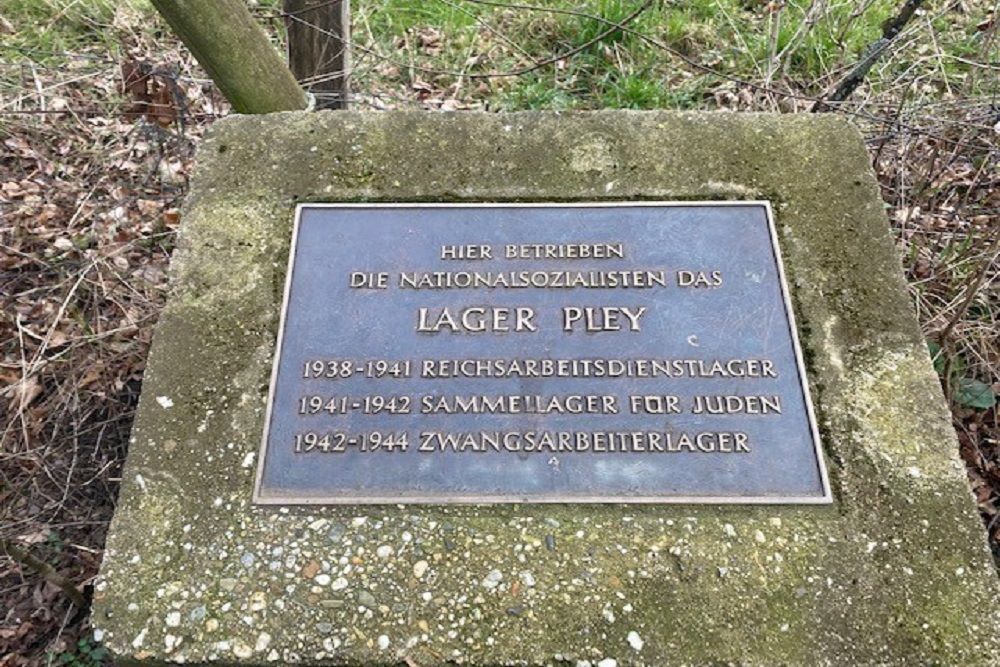 HIER BETRIEBEN
DIE NATIONALSOZIALISTEN DAS
LAGER PLEY
1938-1941 REICHSARBEITSDIENSTLAGER
1941-1942 SAMMELLAGER FÜR JUDEN
1942-1944 ZWANGSARBEITERLAGER